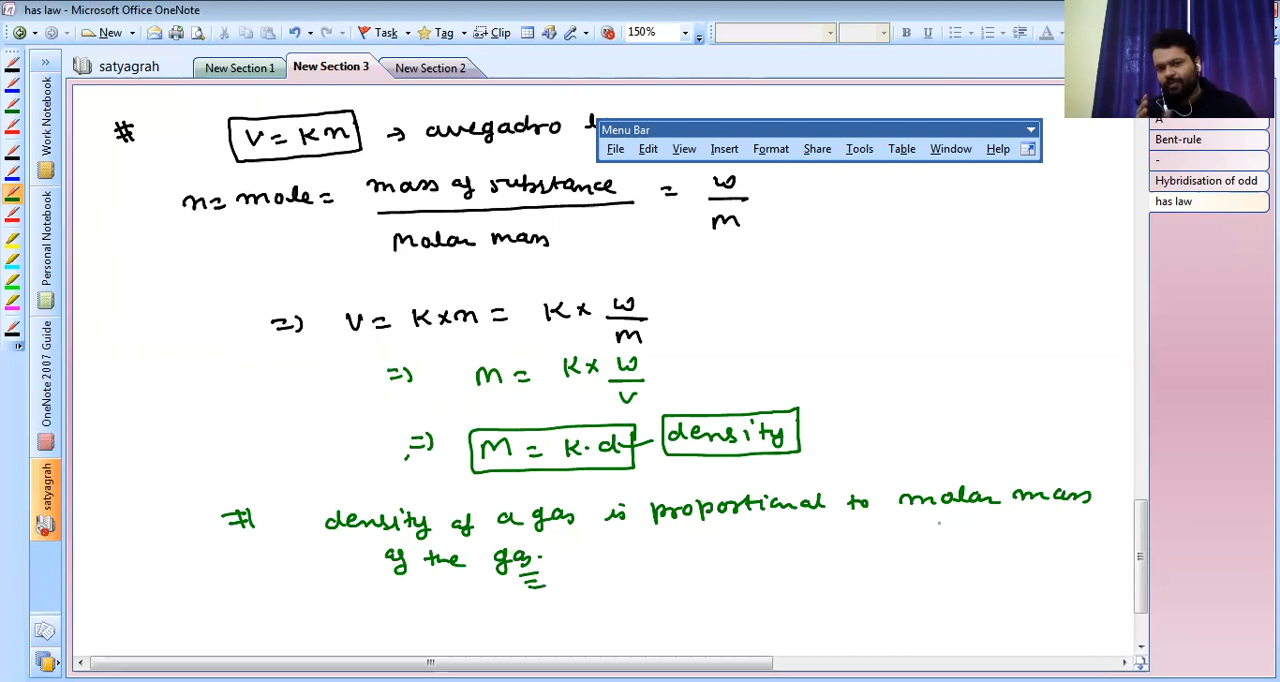 has law - Microsoft Office OneNote
New Task Tag Clip 150% B U A
satyagrah New Section 1 New Section 3 New Section 2
Work Notebook
Personal Notebook
OneNote 2007 Guide
satyagrah
Menu Bar
File Edit View Insert Format Share Tools Table Window Help
A
Bent-rule
-
Hybridisation of odd
has law
# V = Kn → avegadro
n = mole = mass of substance = w
molar mass m
=) V = K×n = K× w
m
=) M = K× w
V
=) M = K.d density
# density of a gas is proportional to molar mass
of the gas.